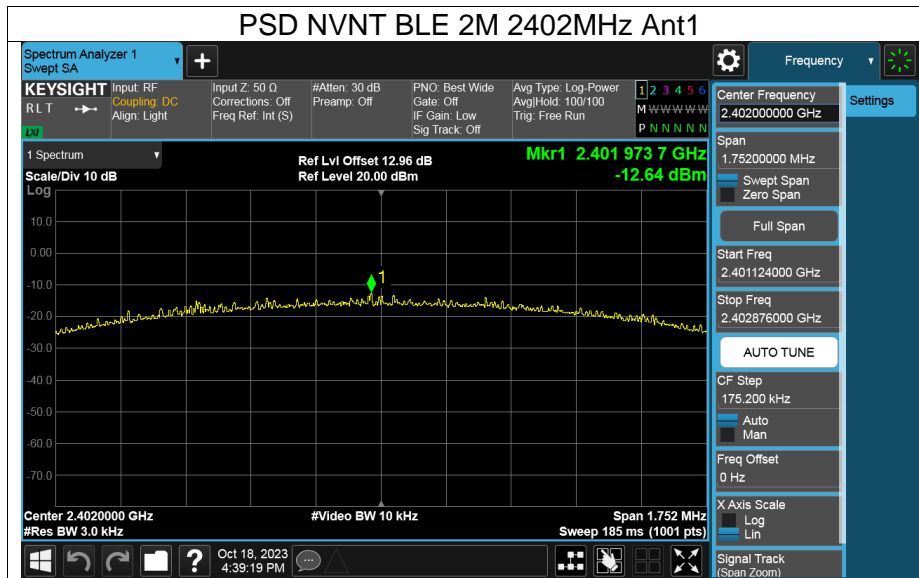 PSD NVNT BLE 2M 2402MHz Ant1
Spectrum Analyzer 1
Swept SA
+
Frequency
KEYSIGHT
R L T
LXI
Input: RF
Coupling: DC
Align: Light
Input Z: 50 Ω
Corrections: Off
Freq Ref: Int (S)
#Atten: 30 dB
Preamp: Off
PNO: Best Wide
Gate: Off
IF Gain: Low
Sig Track: Off
Avg Type: Log-Power
Avg|Hold: 100/100
Trig: Free Run
1 2 3 4 5 6
M W W W W W
P N N N N N
Center Frequency
2.402000000 GHz
Settings
Span
1.75200000 MHz
Swept Span
Zero Span
Full Span
Start Freq
2.401124000 GHz
Stop Freq
2.402876000 GHz
AUTO TUNE
CF Step
175.200 kHz
Auto
Man
Freq Offset
0 Hz
X Axis Scale
Log
Lin
Signal Track
(Span Zoom)
1 Spectrum
Scale/Div 10 dB
Log
Ref Lvl Offset 12.96 dB
Ref Level 20.00 dBm
Mkr1 2.401 973 7 GHz
-12.64 dBm
10.0
0.00
-10.0
-20.0
-30.0
-40.0
-50.0
-60.0
-70.0
1
Center 2.4020000 GHz
#Res BW 3.0 kHz
#Video BW 10 kHz
Span 1.752 MHz
Sweep 185 ms (1001 pts)
?
Oct 18, 2023
4:39:19 PM